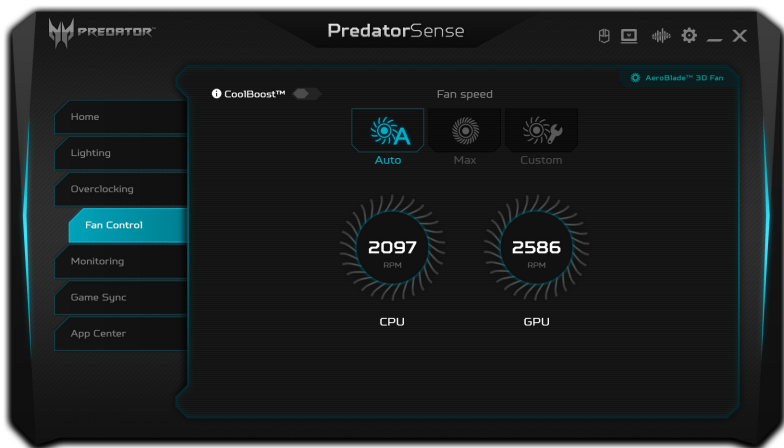 PREDATOR
PredatorSense
AeroBlade™ 3D Fan
CoolBoost™
Fan speed
Home
Lighting
Overclocking
Fan Control
Monitoring
Game Sync
App Center
Auto
Max
Custom
2097
RPM
CPU
2586
RPM
GPU